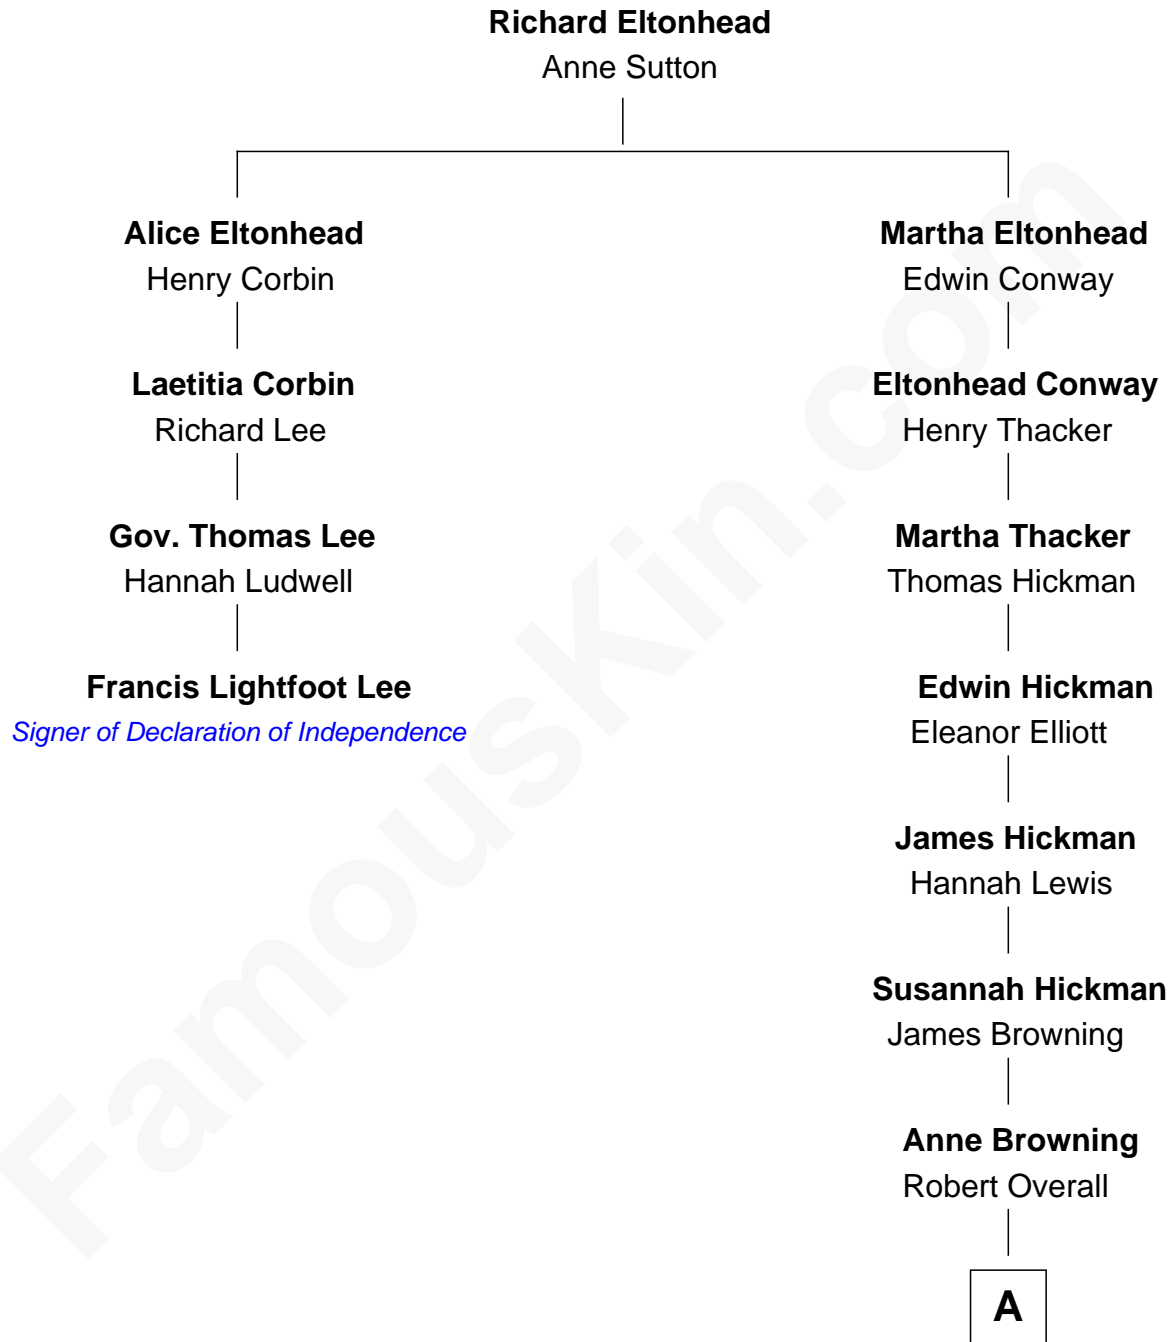 Richard Eltonhead
Anne Sutton
Alice Eltonhead
Henry Corbin
Martha Eltonhead
Edwin Conway
Laetitia Corbin
Richard Lee
Eltonhead Conway
Henry Thacker
Gov. Thomas Lee
Hannah Ludwell
Martha Thacker
Thomas Hickman
Francis Lightfoot Lee
Signer of Declaration of Independence
Edwin Hickman
Eleanor Elliott
James Hickman
Hannah Lewis
Susannah Hickman
James Browning
Anne Browning
Robert Overall
A
FamousKin.com